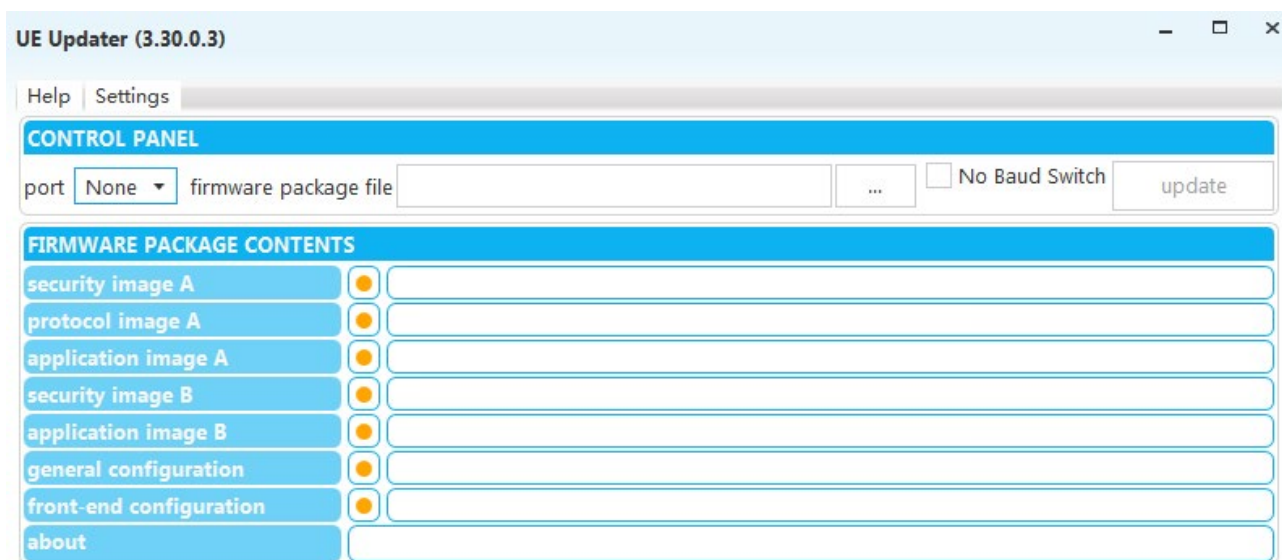 UE Updater (3.30.0.3)
Help Settings
CONTROL PANEL
port None firmware package file ... No Baud Switch update
FIRMWARE PACKAGE CONTENTS
security image A
protocol image A
application image A
security image B
application image B
general configuration
front-end configuration
about